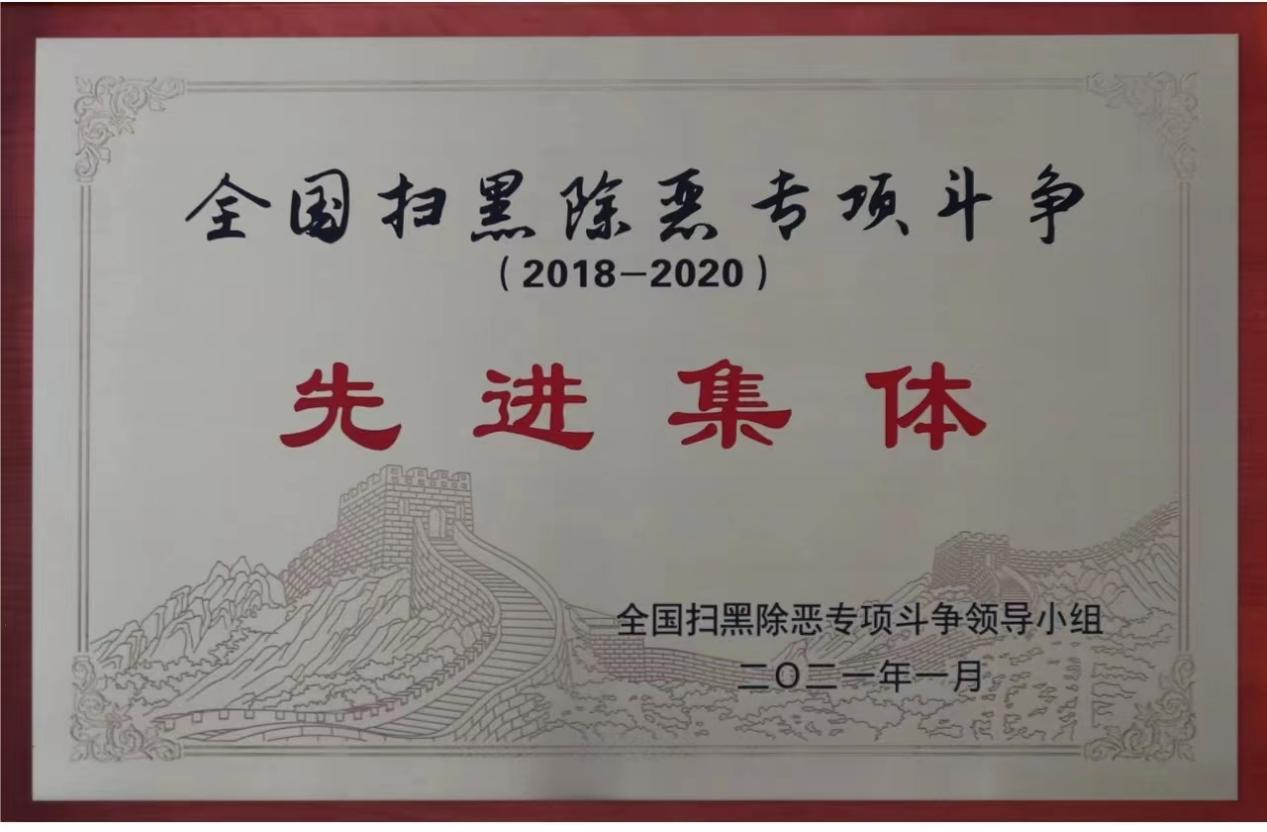 全国扫黑除恶专项斗争
（2018-2020）
先进集体
全国扫黑除恶专项斗争领导小组
二〇二一年一月